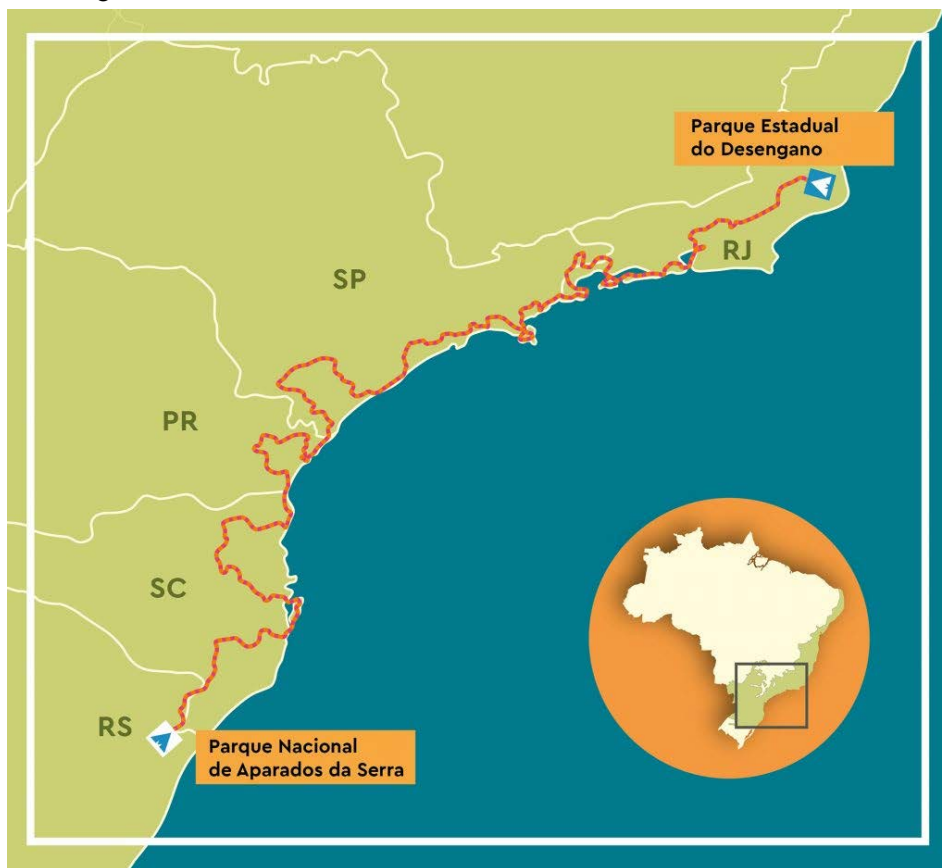 Parque Estadual
do Desengano
RJ
SP
PR
SC
RS
Parque Nacional
de Aparados da Serra